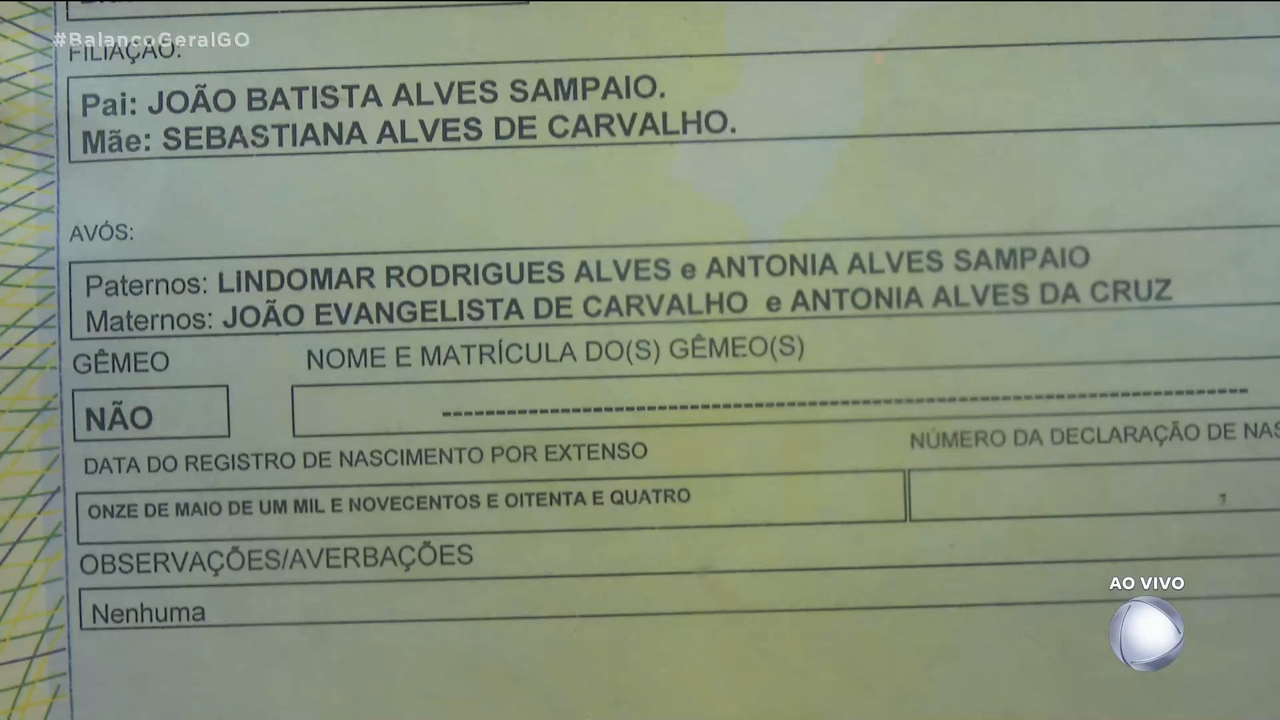 #BalancoGeralGO
FILIAÇÃO:
Pai: JOÃO BATISTA ALVES SAMPAIO.
Mãe: SEBASTIANA ALVES DE CARVALHO.
AVÓS:
Paternos: LINDOMAR RODRIGUES ALVES e ANTONIA ALVES SAMPAIO
Maternos: JOÃO EVANGELISTA DE CARVALHO e ANTONIA ALVES DA CRUZ
GÊMEO
NOME E MATRÍCULA DO(S) GÊMEO(S)
NÃO
DATA DO REGISTRO DE NASCIMENTO POR EXTENSO
NÚMERO DA DECLARAÇÃO DE NAS
ONZE DE MAIO DE UM MIL E NOVECENTOS E OITENTA E QUATRO
OBSERVAÇÕES/AVERBAÇÕES
Nenhuma
AO VIVO